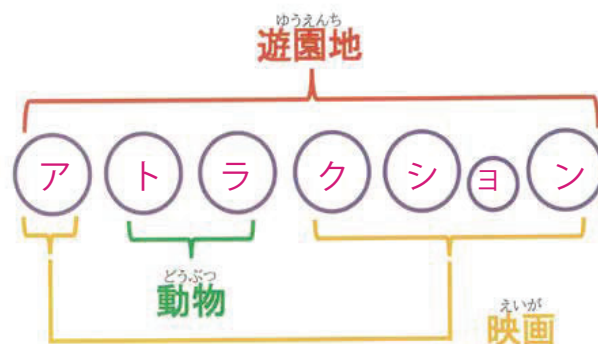 ゆうえんち
遊園地
アトラクション
どうぶつ
動物
えいが
映画